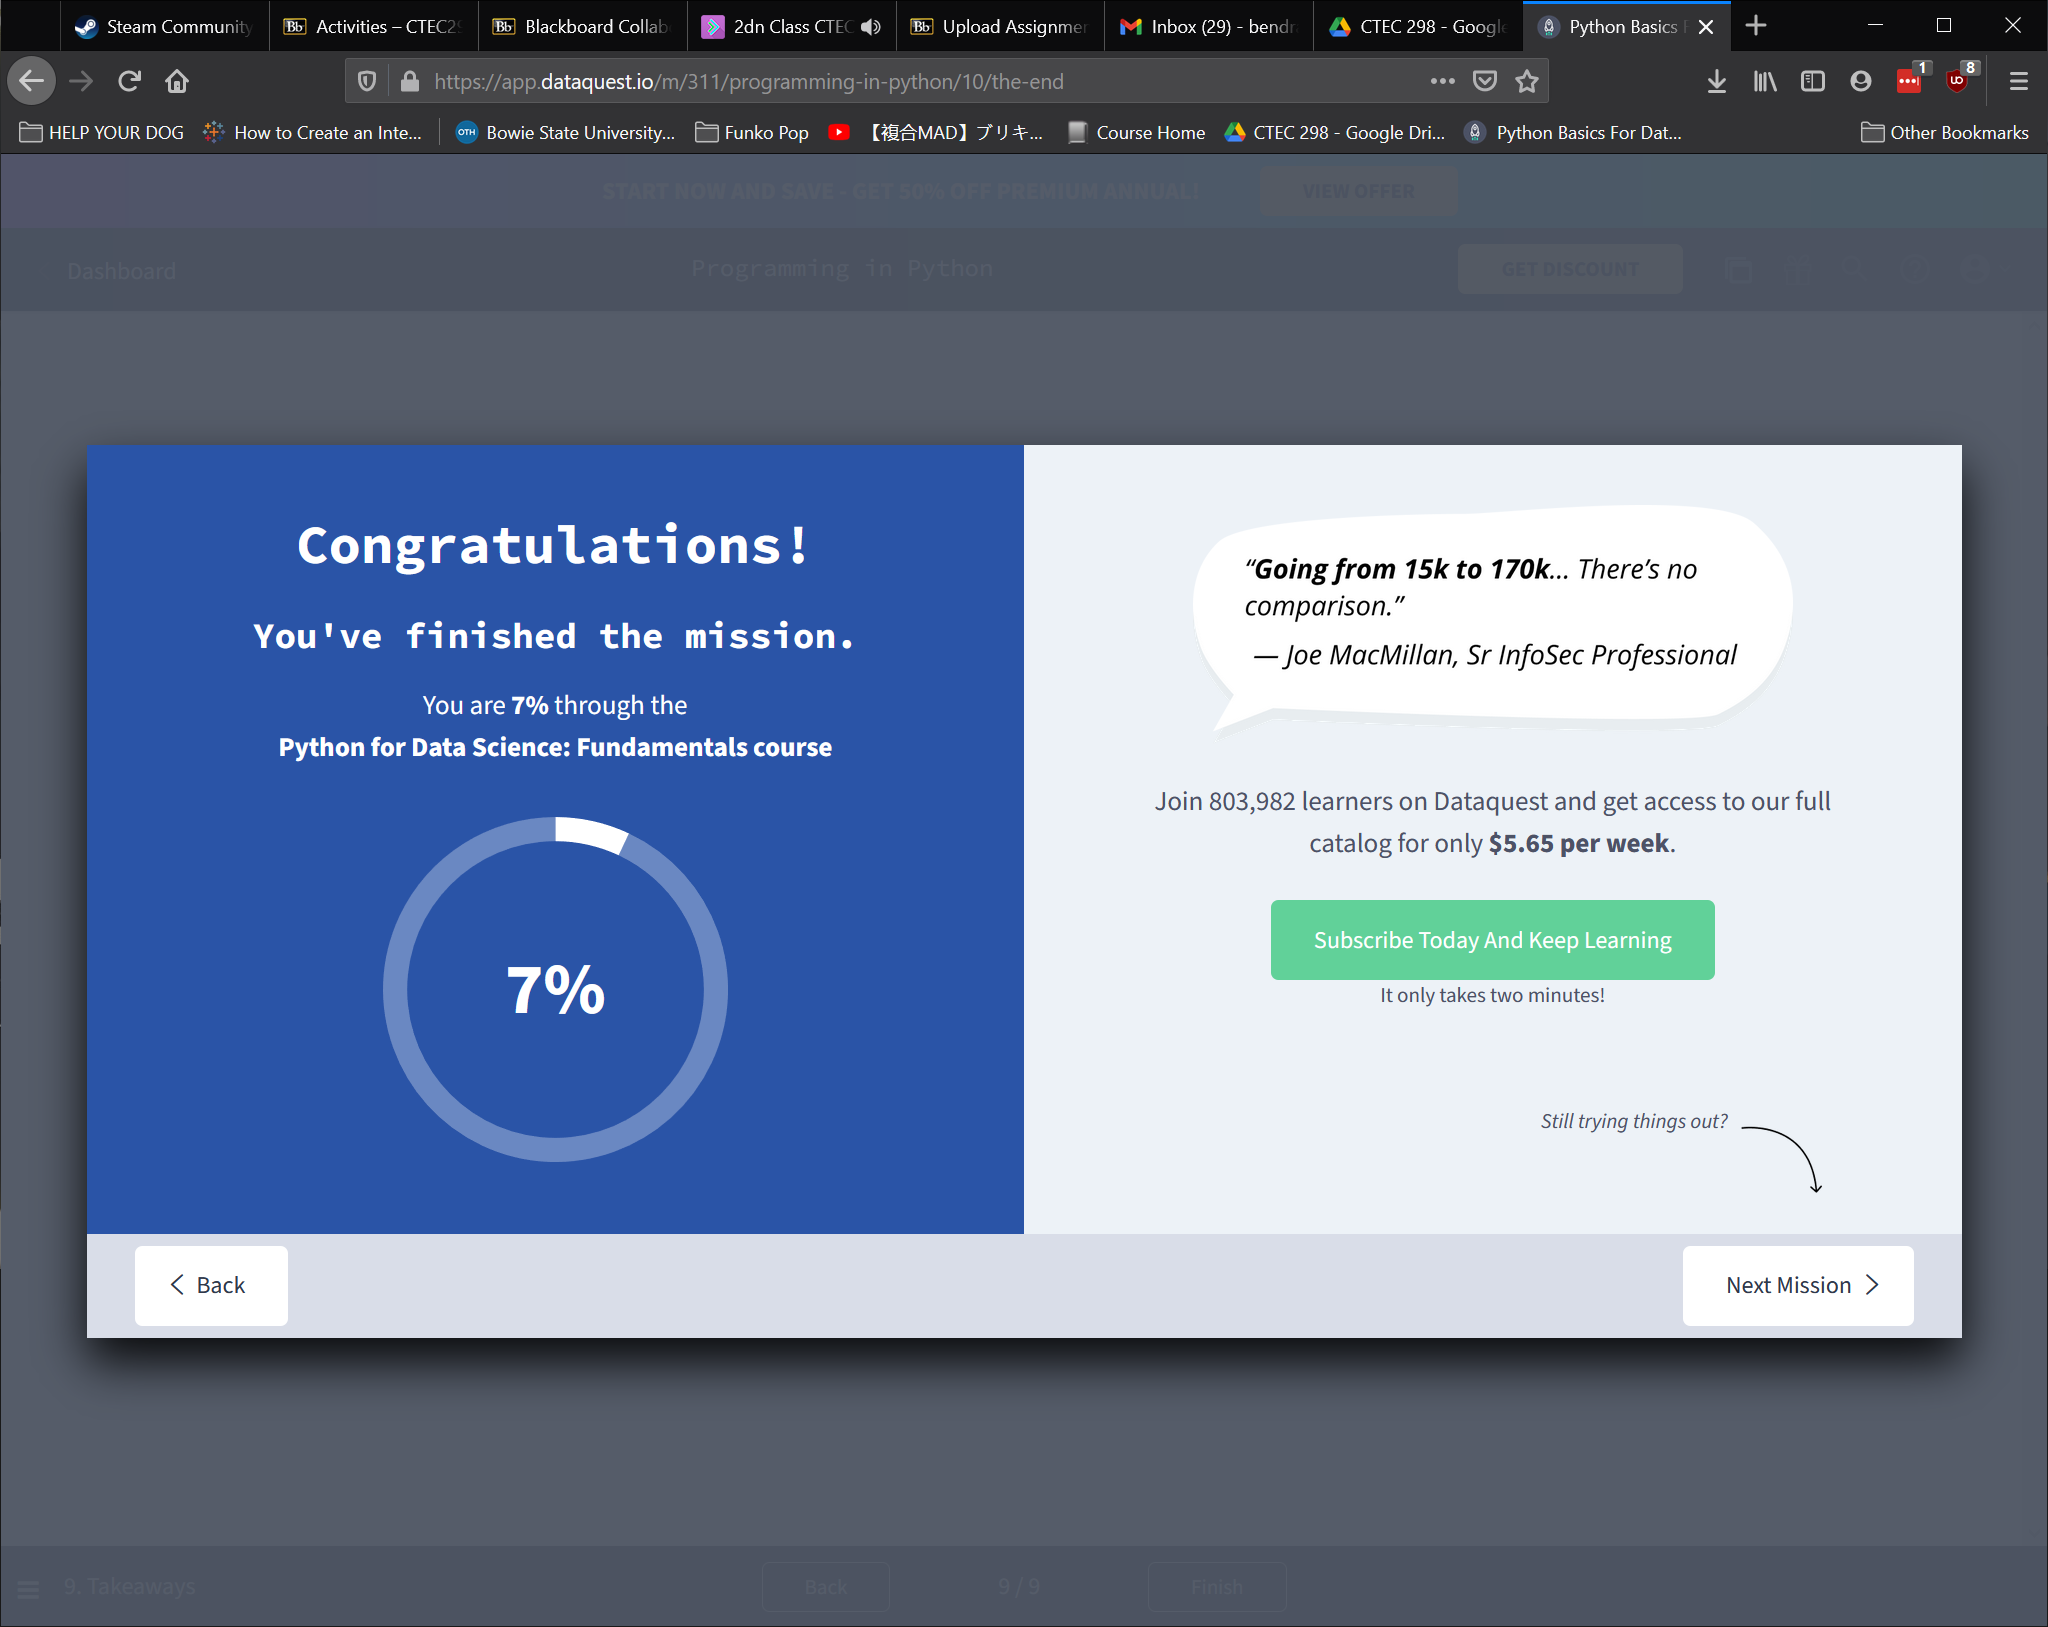 Steam Community
Activities – CTEC2
Blackboard Collab
2dn Class CTEC
Upload Assignmen
Inbox (29) - bendr
CTEC 298 - Google
Python Basics F
https://app.dataquest.io/m/311/programming-in-python/10/the-end
1
8
HELP YOUR DOG
How to Create an Inte...
Bowie State University...
Funko Pop
【複合MAD】ブリキ...
Course Home
CTEC 298 - Google Dri...
Python Basics For Dat...
Other Bookmarks
START NOW AND SAVE - GET 50% OFF PREMIUM ANNUAL!
VIEW OFFER
Dashboard
Programming in Python
GET DISCOUNT
Congratulations!
You've finished the mission.
You are 7% through the
Python for Data Science: Fundamentals course
7%
“Going from 15k to 170k... There’s no
comparison.”
— Joe MacMillan, Sr InfoSec Professional
Join 803,982 learners on Dataquest and get access to our full
catalog for only $5.65 per week.
Subscribe Today And Keep Learning
It only takes two minutes!
Still trying things out?
Back
Next Mission
9. Takeaways
Back
9 / 9
Finish